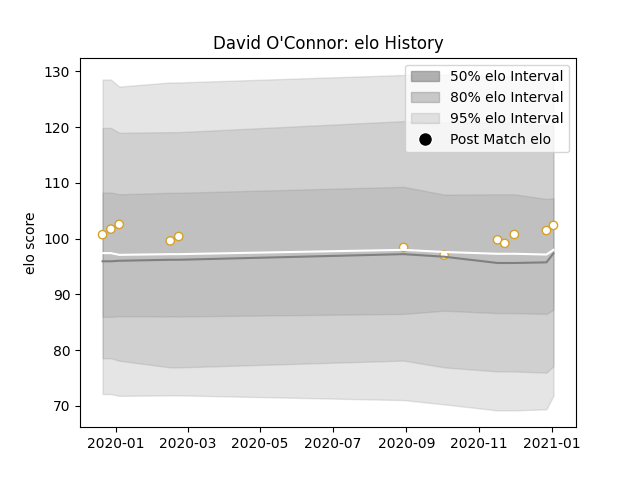 David O'Connor: elo History
50% elo Interval
80% elo Interval
95% elo Interval
Post Match elo
elo score
130
120
110
100
90
80
70
2020-01 2020-03 2020-05 2020-07 2020-09 2020-11 2021-01